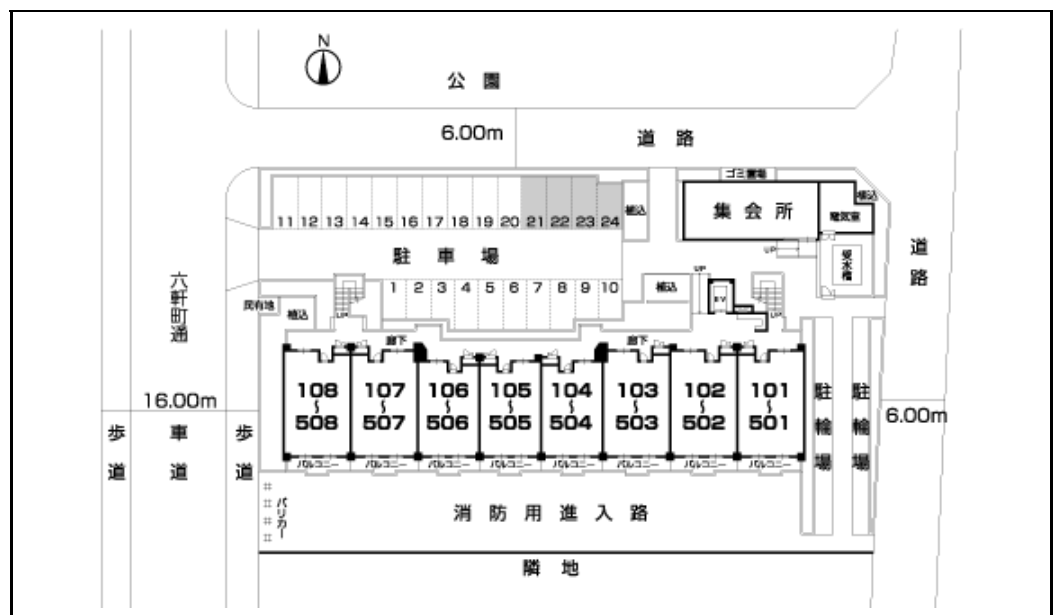 N
公園
6.00m
道路
ゴミ置場
植込
11 12 13 14 15 16 17 18 19 20 21 22 23 24
植込
集会所
電気室
道路
駐車場
UP
受水槽
六軒町通
民有地
植込
UP
1 2 3 4 5 6 7 8 9 10
植込
UP
EV
UP
廊下
廊下
108〜508
107〜507
106〜506
105〜505
104〜504
103〜503
102〜502
101〜501
駐輪場
駐輪場
16.00m
6.00m
歩道
車道
歩道
バルコニー
バルコニー
バルコニー
バルコニー
バルコニー
バルコニー
バルコニー
バルコニー
バリカー
消防用進入路
隣地